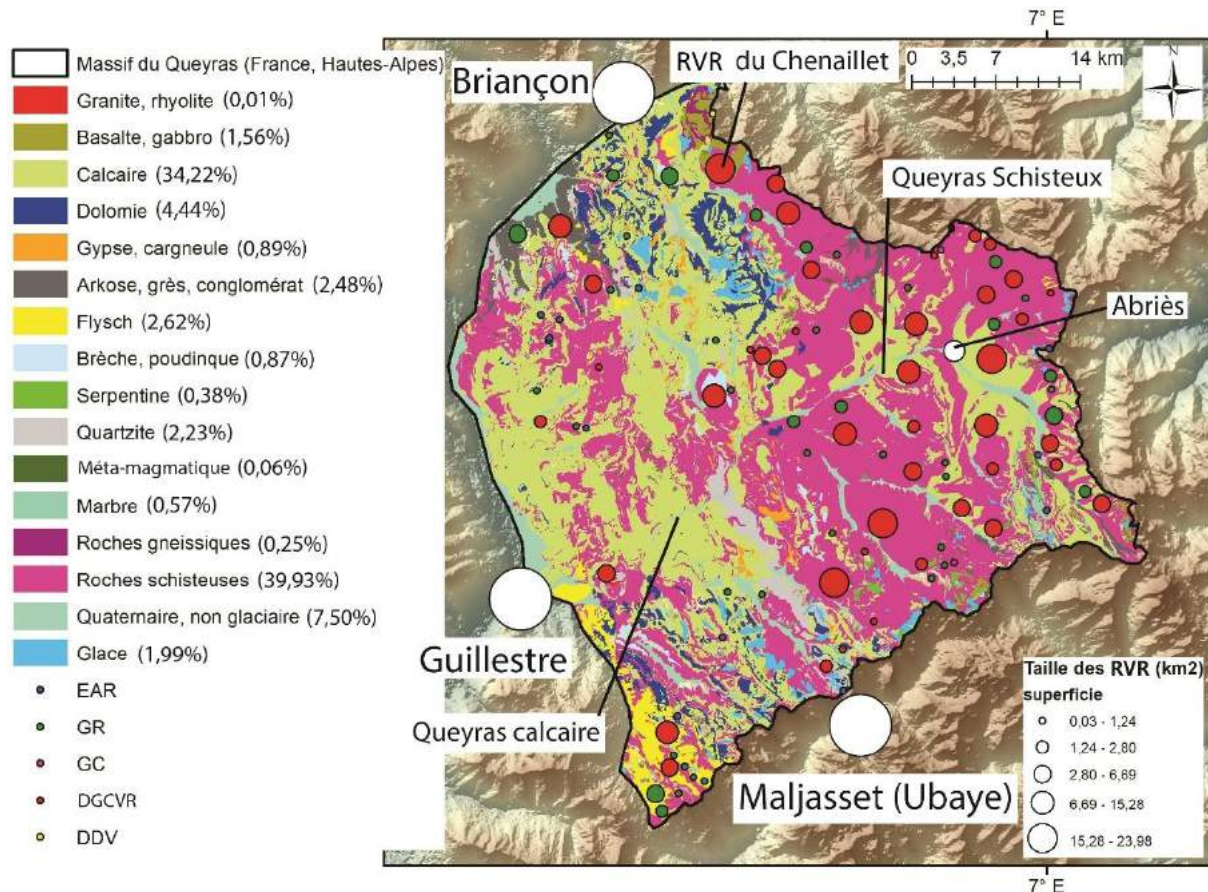 7° E
Massif du Queyras (France, Hautes-Alpes)
Granite, rhyolite (0,01%)
Basalte, gabbro (1,56%)
Calcaire (34,22%)
Dolomie (4,44%)
Gypse, cargneule (0,89%)
Arkose, grès, conglomérat (2,48%)
Flysch (2,62%)
Brèche, poudinque (0,87%)
Serpentine (0,38%)
Quartzite (2,23%)
Méta-magmatique (0,06%)
Marbre (0,57%)
Roches gneissiques (0,25%)
Roches schisteuses (39,93%)
Quaternaire, non glaciaire (7,50%)
Glace (1,99%)
EAR
GR
GC
DGCVR
DDV
Briançon
RVR du Chenaillet
0 3,5 7 14 km
N
Queyras Schisteux
Abriès
Guillestre
Queyras calcaire
Maljasset (Ubaye)
Taille des RVR (km2)
superficie
0,03 - 1,24
1,24 - 2,80
2,80 - 6,69
6,69 - 15,28
15,28 - 23,98
7° E